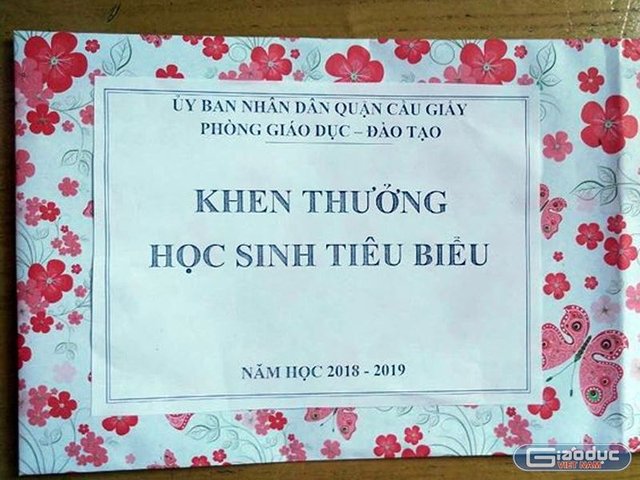 ỦY BAN NHÂN DÂN QUẬN CẦU GIẤY
PHÒNG GIÁO DỤC – ĐÀO TẠO
KHEN THƯỞNG
HỌC SINH TIÊU BIỂU
NĂM HỌC 2018 - 2019
Giáodục
VIỆT NAM